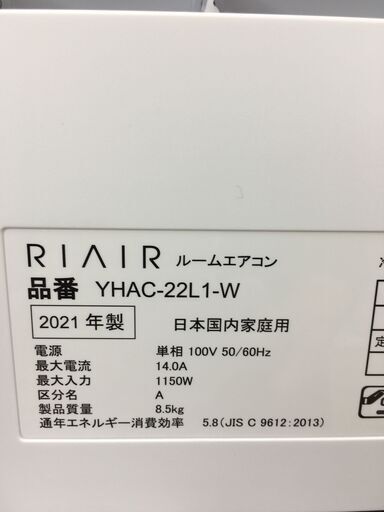 RIAIR ルームエアコン
品番 YHAC-22L1-W
2021 年製 日本国内家庭用
電源 単相 100V 50/60Hz
最大電流 14.0A
最大入力 1150W
区分名 A
製品質量 8.5kg
通年エネルギー消費効率 5.8(JIS C 9612:2013)
定